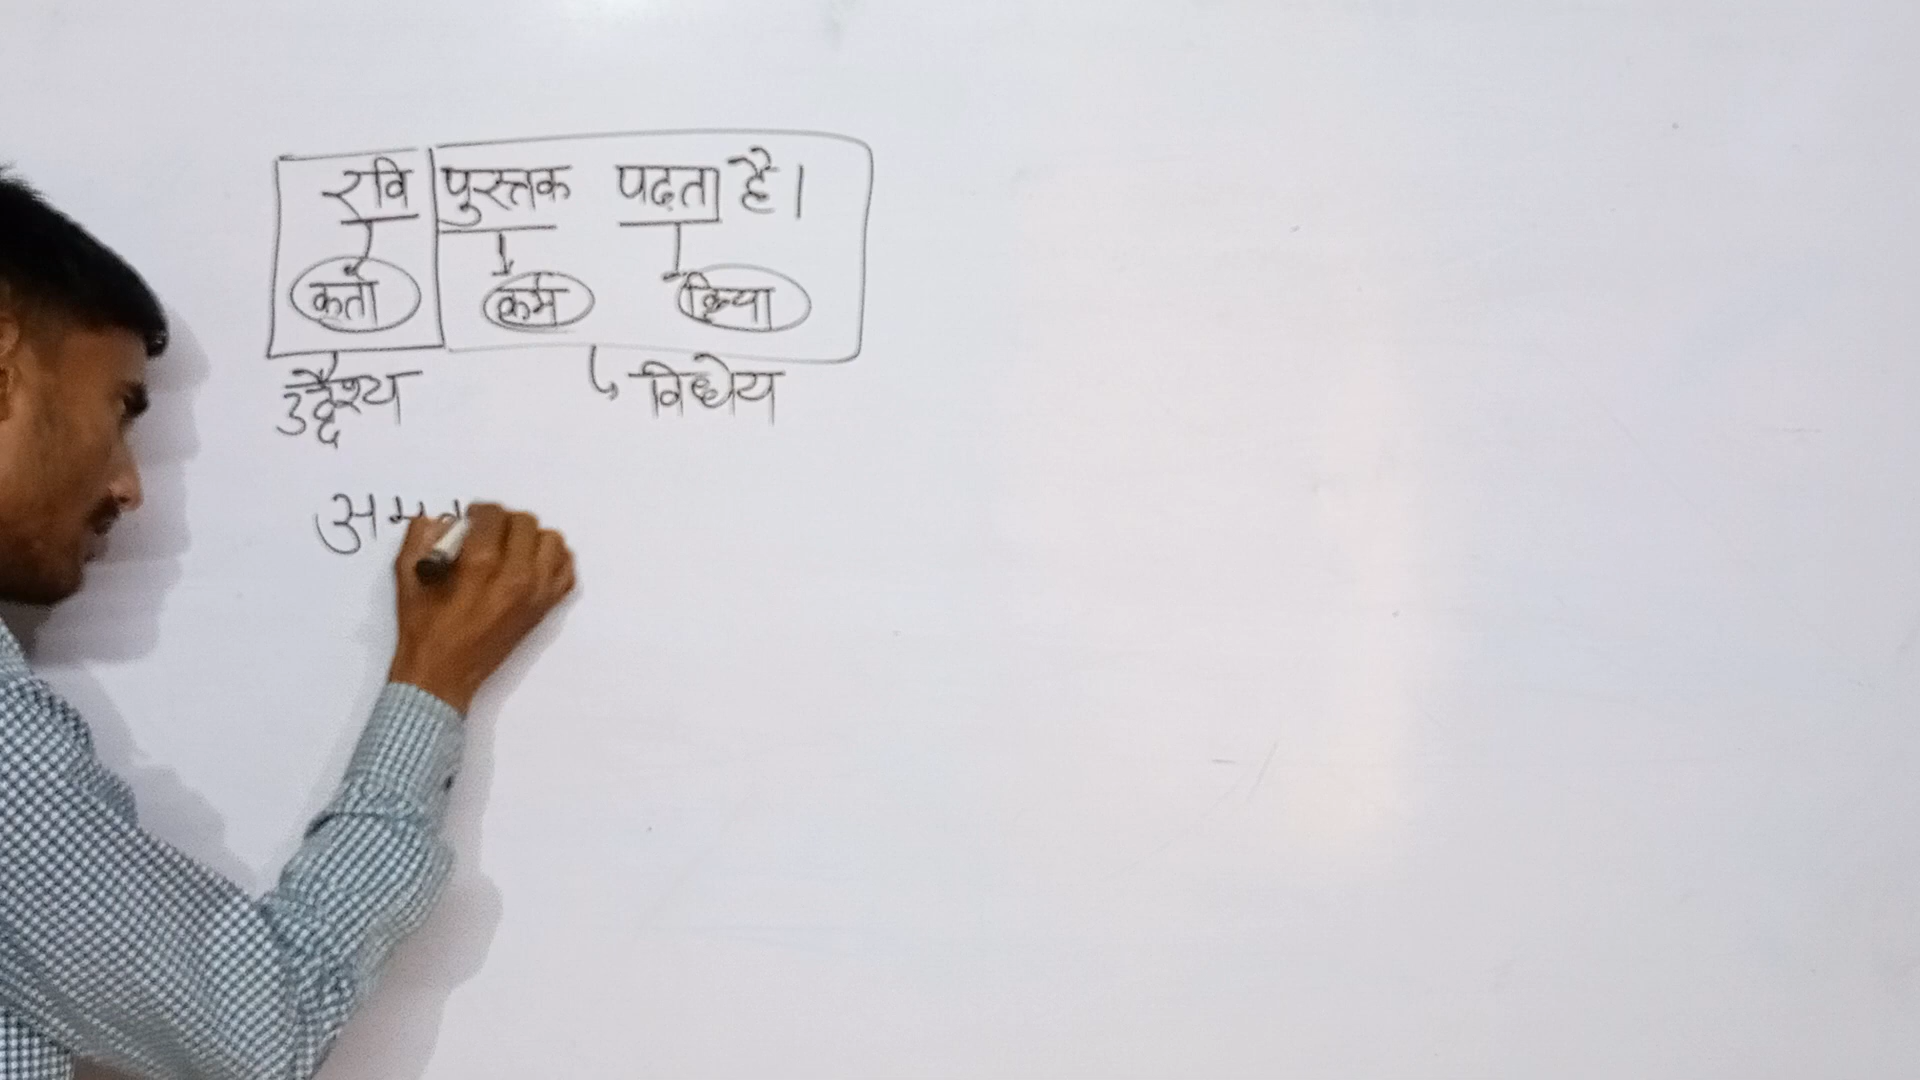 रवि पुस्तक पढ़ता है।
कर्ता कर्म क्रिया
उद्देश्य विधेय